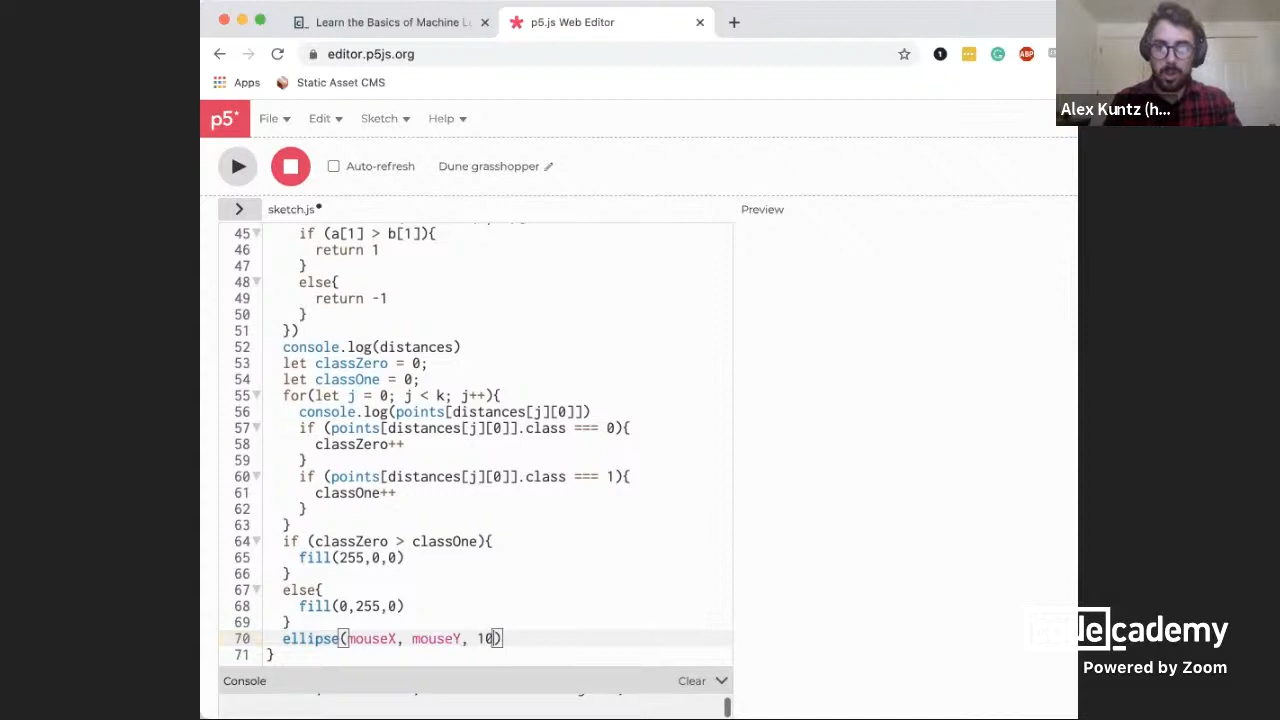 Learn the Basics of Machine L
p5.js Web Editor
editor.p5js.org
1
ABP
Apps
Static Asset CMS
Alex Kuntz (h...
p5*
File
Edit
Sketch
Help
Auto-refresh
Dune grasshopper
sketch.js
Preview
45 if (a[1] > b[1]){
46 return 1
47 }
48 else{
49 return -1
50 }
51 })
52 console.log(distances)
53 let classZero = 0;
54 let classOne = 0;
55 for(let j = 0; j < k; j++){
56 console.log(points[distances[j][0]])
57 if (points[distances[j][0]].class === 0){
58 classZero++
59 }
60 if (points[distances[j][0]].class === 1){
61 classOne++
62 }
63 }
64 if (classZero > classOne){
65 fill(255,0,0)
66 }
67 else{
68 fill(0,255,0)
69 }
70 ellipse(mouseX, mouseY, 10)
71 }
Console
Clear
codecademy
Powered by Zoom